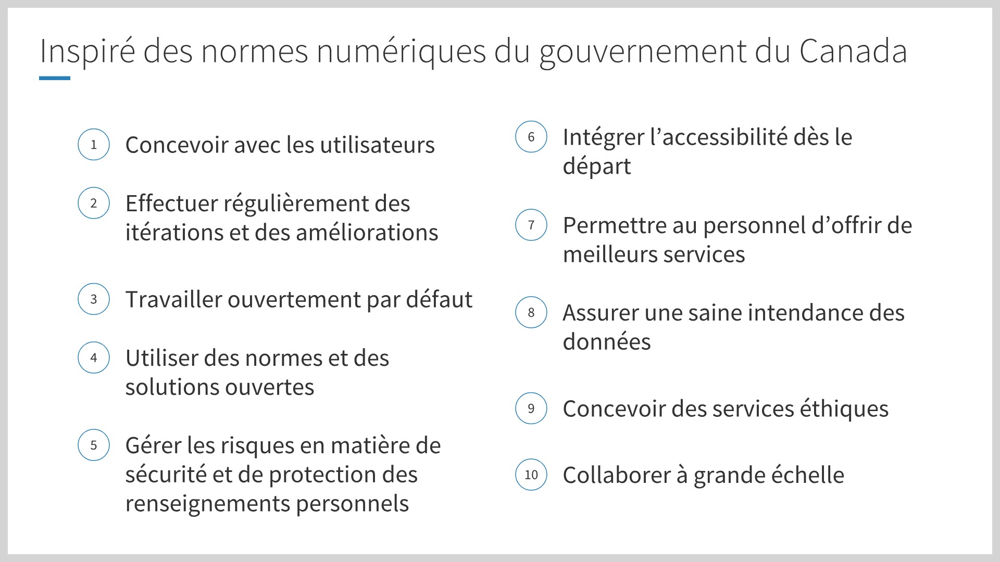 Inspiré des normes numériques du gouvernement du Canada
1 Concevoir avec les utilisateurs
2 Effectuer régulièrement des
itérations et des améliorations
3 Travailler ouvertement par défaut
4 Utiliser des normes et des
solutions ouvertes
5 Gérer les risques en matière de
sécurité et de protection des
renseignements personnels
6 Intégrer l’accessibilité dès le
départ
7 Permettre au personnel d’offrir de
meilleurs services
8 Assurer une saine intendance des
données
9 Concevoir des services éthiques
10 Collaborer à grande échelle